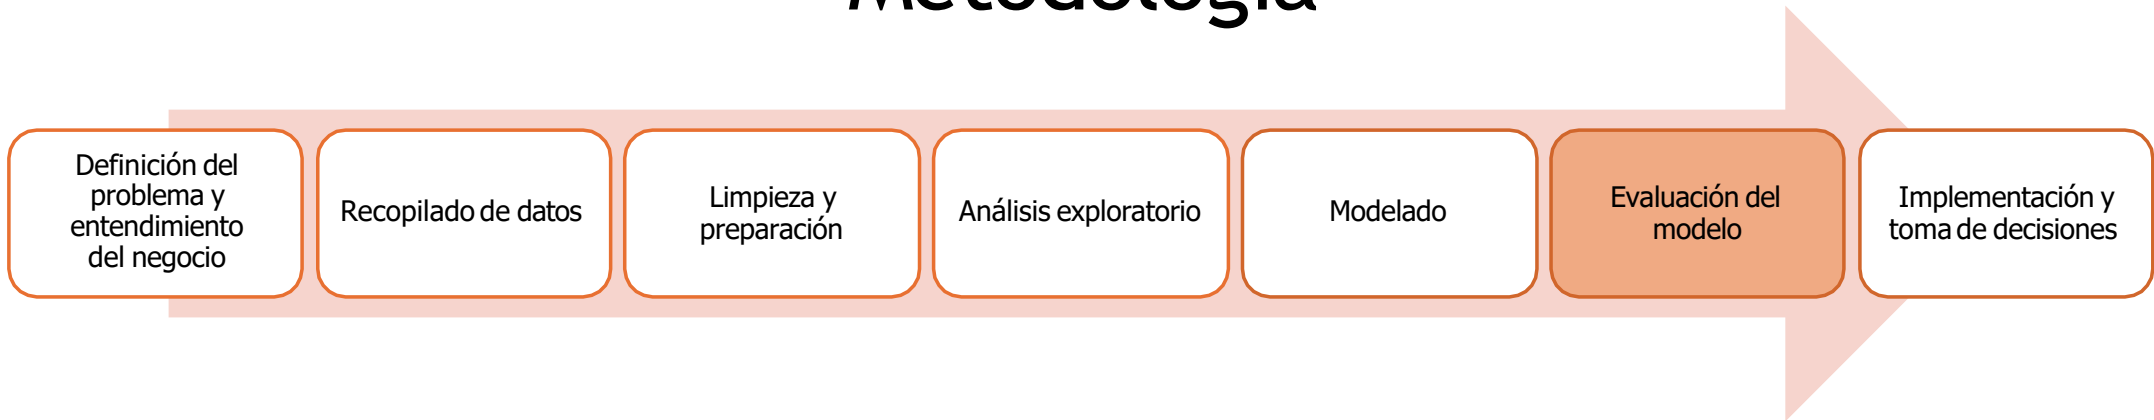 Metodología
Definición del
problema y
entendimiento
del negocio
Recopilado de datos
Limpieza y
preparación
Análisis exploratorio
Modelado
Evaluación del
modelo
Implementación y
toma de decisiones